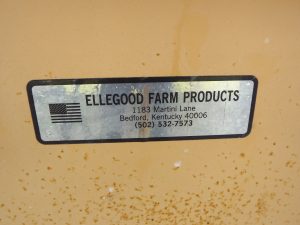 ELLEGOOD FARM PRODUCTS
1183 Martini Lane
Bedford, Kentucky 40006
(502) 532-7573